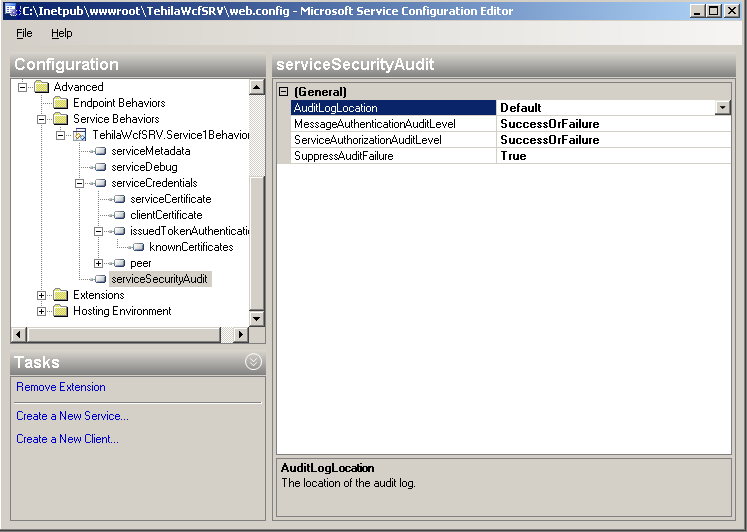 C:\Inetpub\wwwroot\TehilaWcfSRV\web.config - Microsoft Service Configuration Editor
File Help
Configuration
Advanced
Endpoint Behaviors
Service Behaviors
TehilaWcfSRV.Service1Behavior
serviceMetadata
serviceDebug
serviceCredentials
serviceCertificate
clientCertificate
issuedTokenAuthenticati
knownCertificates
peer
serviceSecurityAudit
Extensions
Hosting Environment
Tasks
Remove Extension
Create a New Service...
Create a New Client...
serviceSecurityAudit
(General)
AuditLogLocation Default
MessageAuthenticationAuditLevel SuccessOrFailure
ServiceAuthorizationAuditLevel SuccessOrFailure
SuppressAuditFailure True
AuditLogLocation
The location of the audit log.